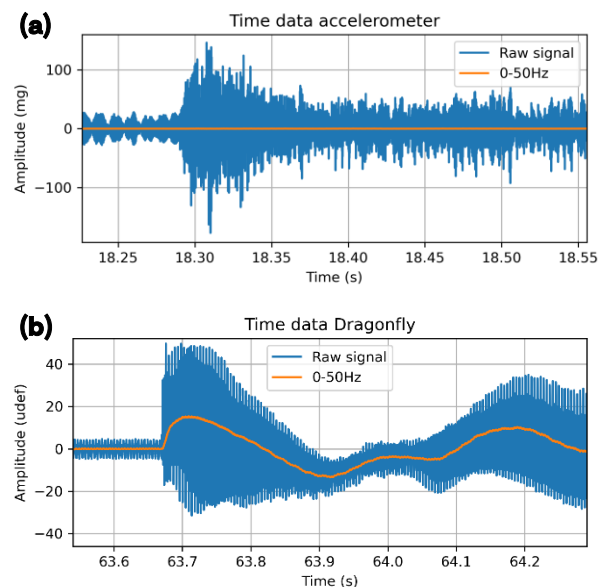 (a)
Time data accelerometer
Raw signal
0-50Hz
Amplitude (mg)
100
0
−100
18.25 18.30 18.35 18.40 18.45 18.50 18.55
Time (s)
(b)
Time data Dragonfly
Raw signal
0-50Hz
Amplitude (udef)
40
20
0
−20
−40
63.6 63.7 63.8 63.9 64.0 64.1 64.2
Time (s)